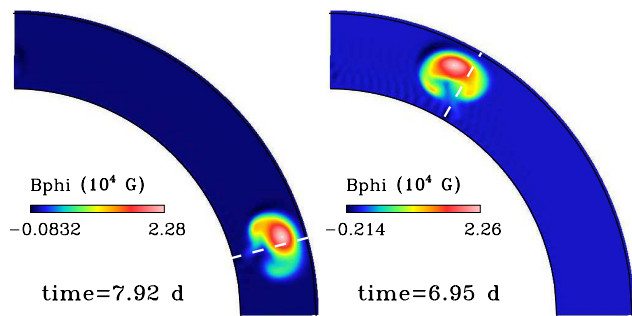 Bphi (10⁴ G)
−0.0832 2.28
time=7.92 d
Bphi (10⁴ G)
−0.214 2.26
time=6.95 d